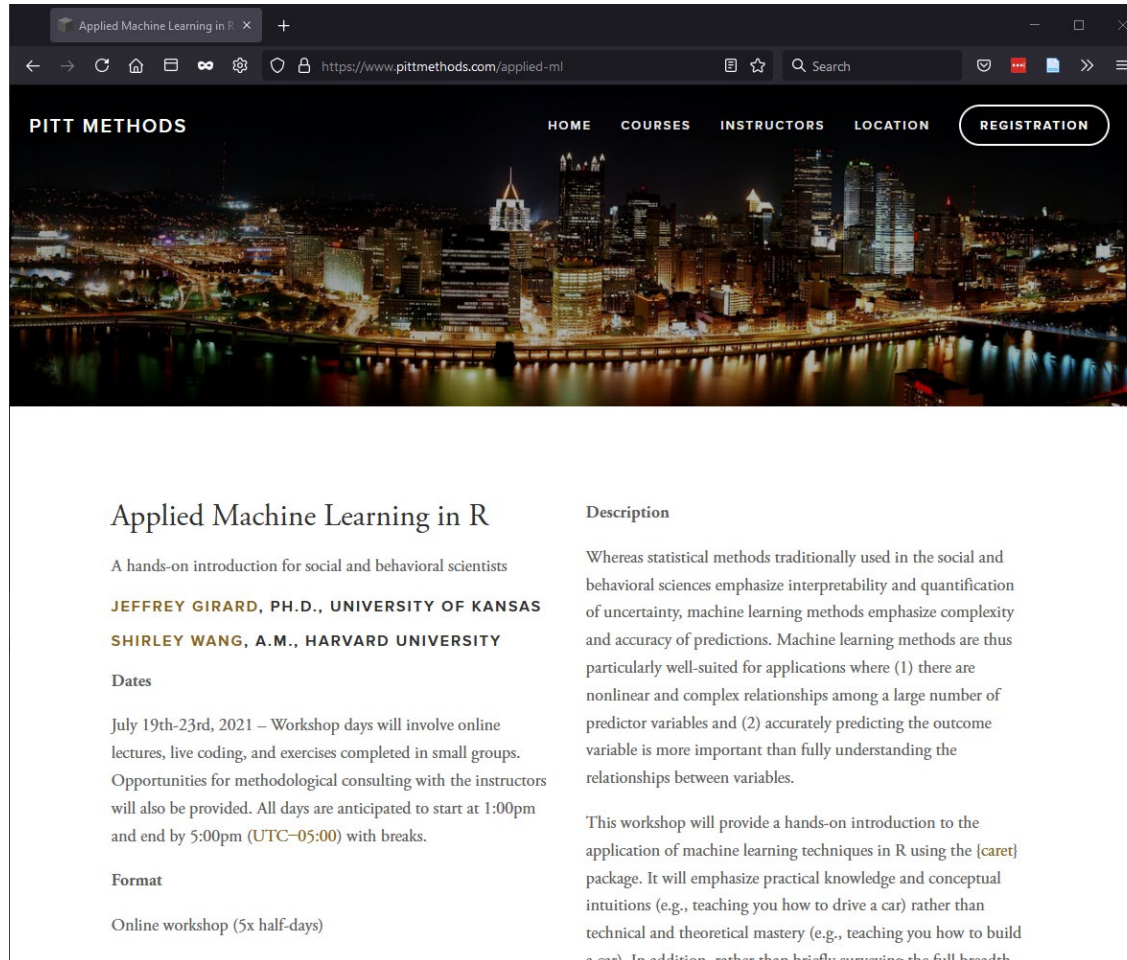 Applied Machine Learning in R
https://www.pittmethods.com/applied-ml
Search
PITT METHODS
HOME
COURSES
INSTRUCTORS
LOCATION
REGISTRATION
Applied Machine Learning in R
A hands-on introduction for social and behavioral scientists
JEFFREY GIRARD, PH.D., UNIVERSITY OF KANSAS
SHIRLEY WANG, A.M., HARVARD UNIVERSITY
Dates
July 19th-23rd, 2021 – Workshop days will involve online
lectures, live coding, and exercises completed in small groups.
Opportunities for methodological consulting with the instructors
will also be provided. All days are anticipated to start at 1:00pm
and end by 5:00pm (UTC−05:00) with breaks.
Format
Online workshop (5x half-days)
Description
Whereas statistical methods traditionally used in the social and
behavioral sciences emphasize interpretability and quantification
of uncertainty, machine learning methods emphasize complexity
and accuracy of predictions. Machine learning methods are thus
particularly well-suited for applications where (1) there are
nonlinear and complex relationships among a large number of
predictor variables and (2) accurately predicting the outcome
variable is more important than fully understanding the
relationships between variables.
This workshop will provide a hands-on introduction to the
application of machine learning techniques in R using the {caret}
package. It will emphasize practical knowledge and conceptual
intuitions (e.g., teaching you how to drive a car) rather than
technical and theoretical mastery (e.g., teaching you how to build
a car). In addition, rather than briefly surveying the full breadth